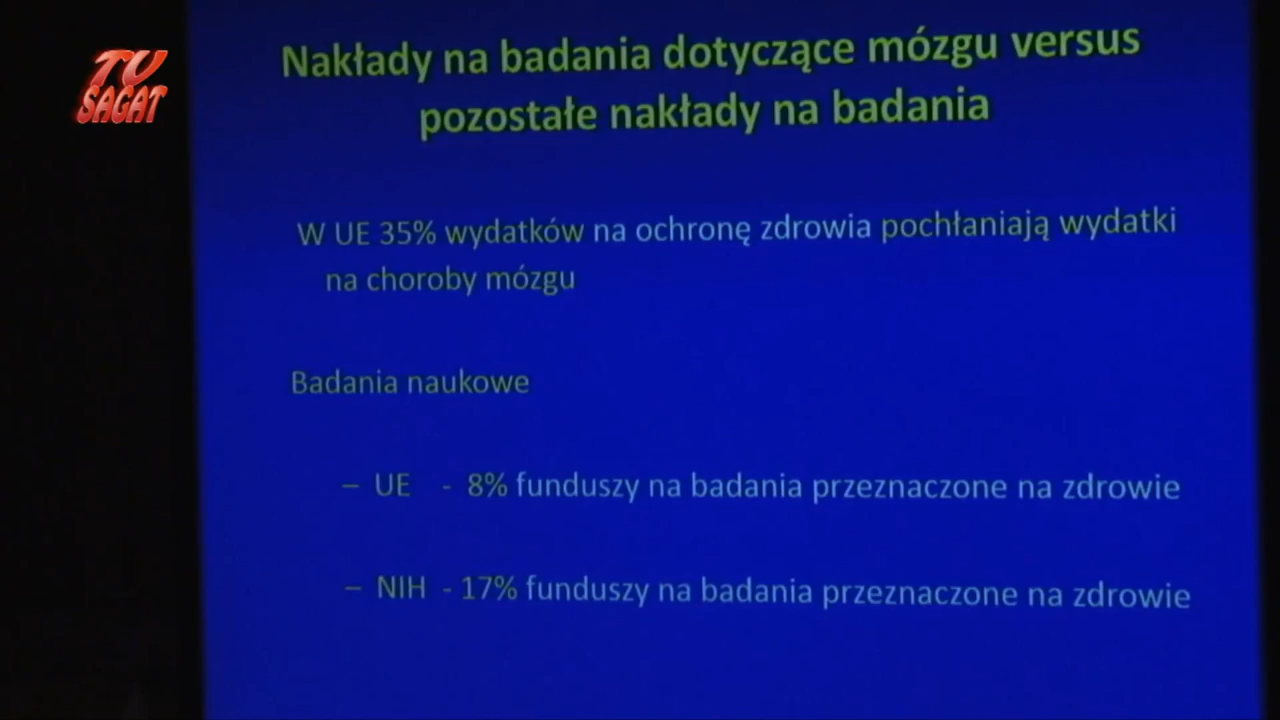 TV
SAGAT
Nakłady na badania dotyczące mózgu versus
pozostałe nakłady na badania
W UE 35% wydatków na ochronę zdrowia pochłaniają wydatki
na choroby mózgu
Badania naukowe
– UE - 8% funduszy na badania przeznaczone na zdrowie
– NIH - 17% funduszy na badania przeznaczone na zdrowie